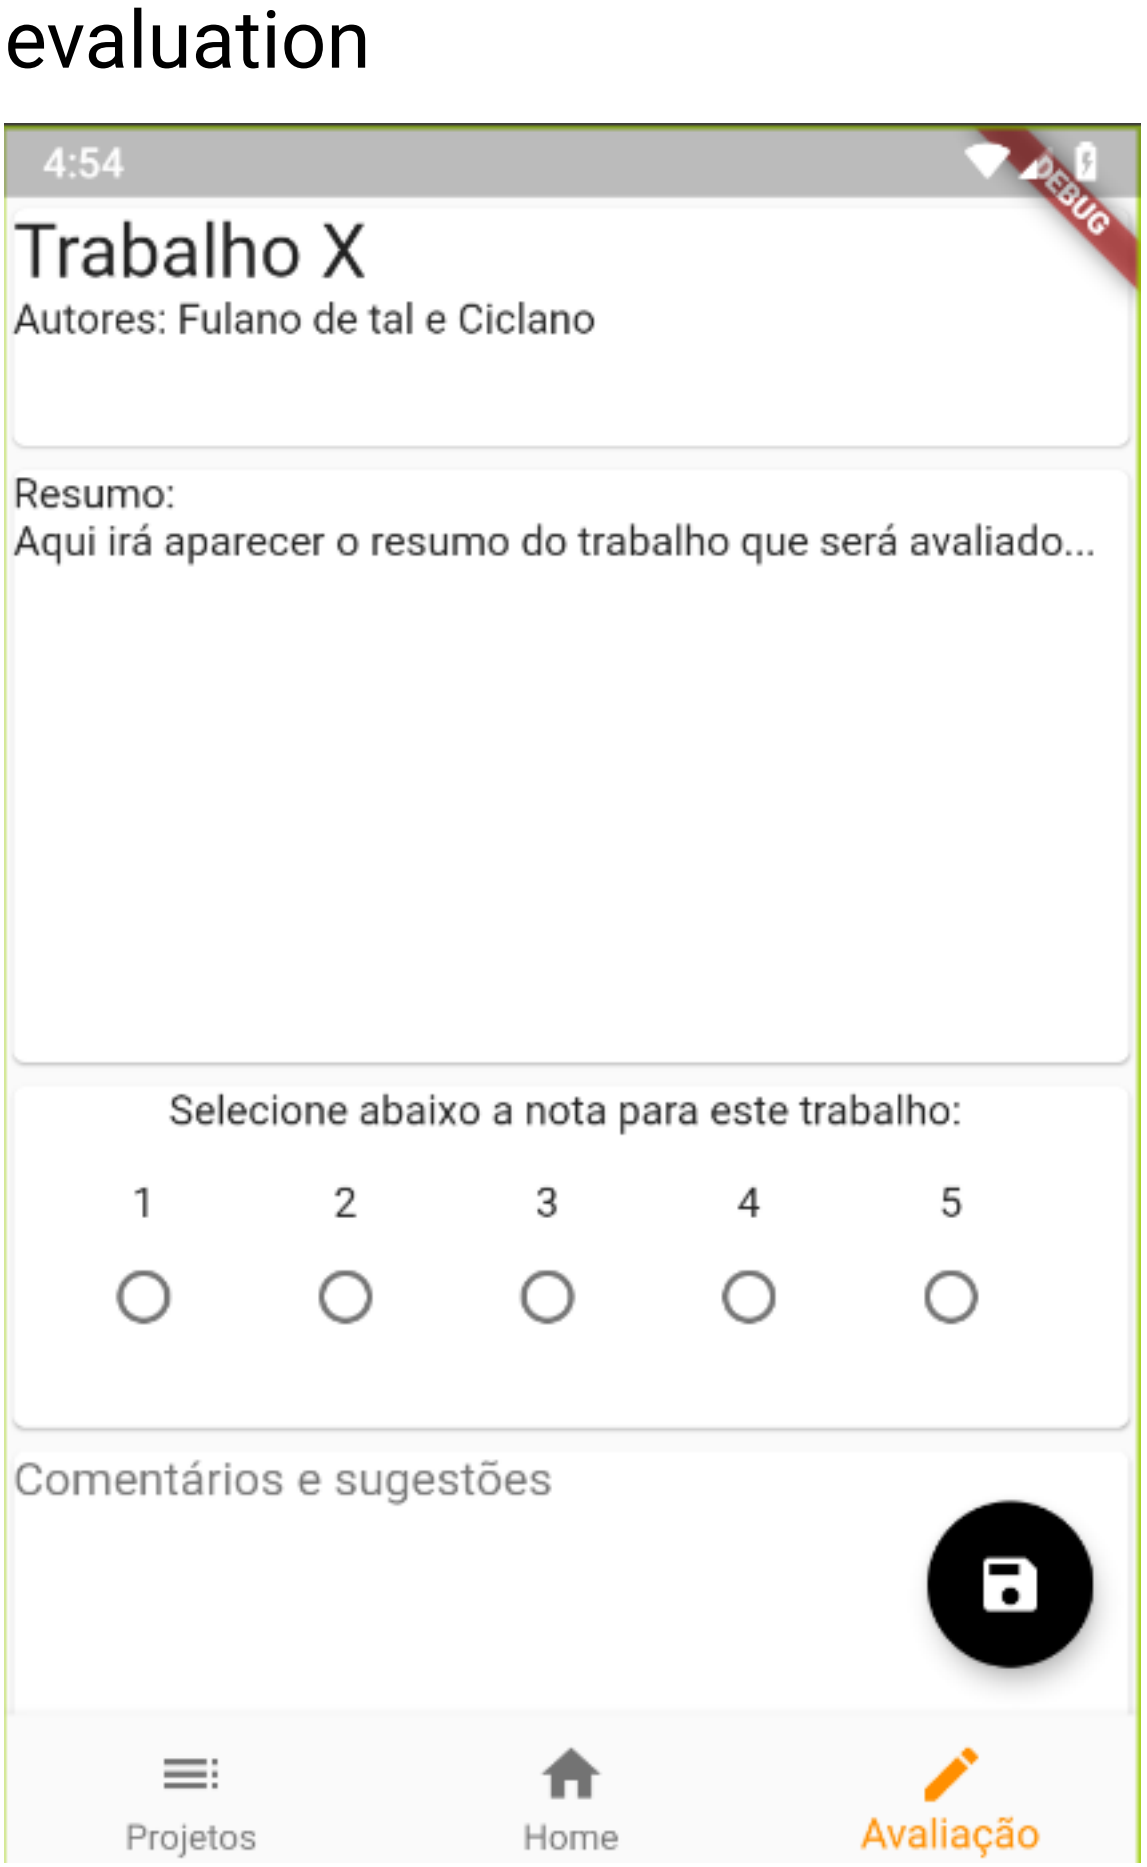 evaluation
4:54
DEBUG
Trabalho X
Autores: Fulano de tal e Ciclano
Resumo:
Aqui irá aparecer o resumo do trabalho que será avaliado...
Selecione abaixo a nota para este trabalho:
1 2 3 4 5
Comentários e sugestões
Projetos Home Avaliação